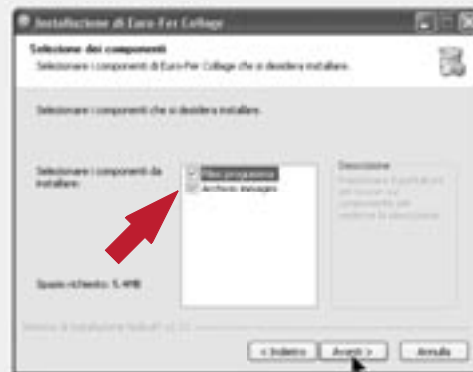 Installazione di Euro-Fer Collage
Selezione dei componenti
Selezionare i componenti di Euro-Fer Collage che si desidera installare.
Selezionare i componenti che si desidera installare.
Selezionare i componenti da
installare:
Files programma
Archivio immagini
Descrizione
Spazio richiesto: 5.4MB
< Indietro
Avanti >
Annulla